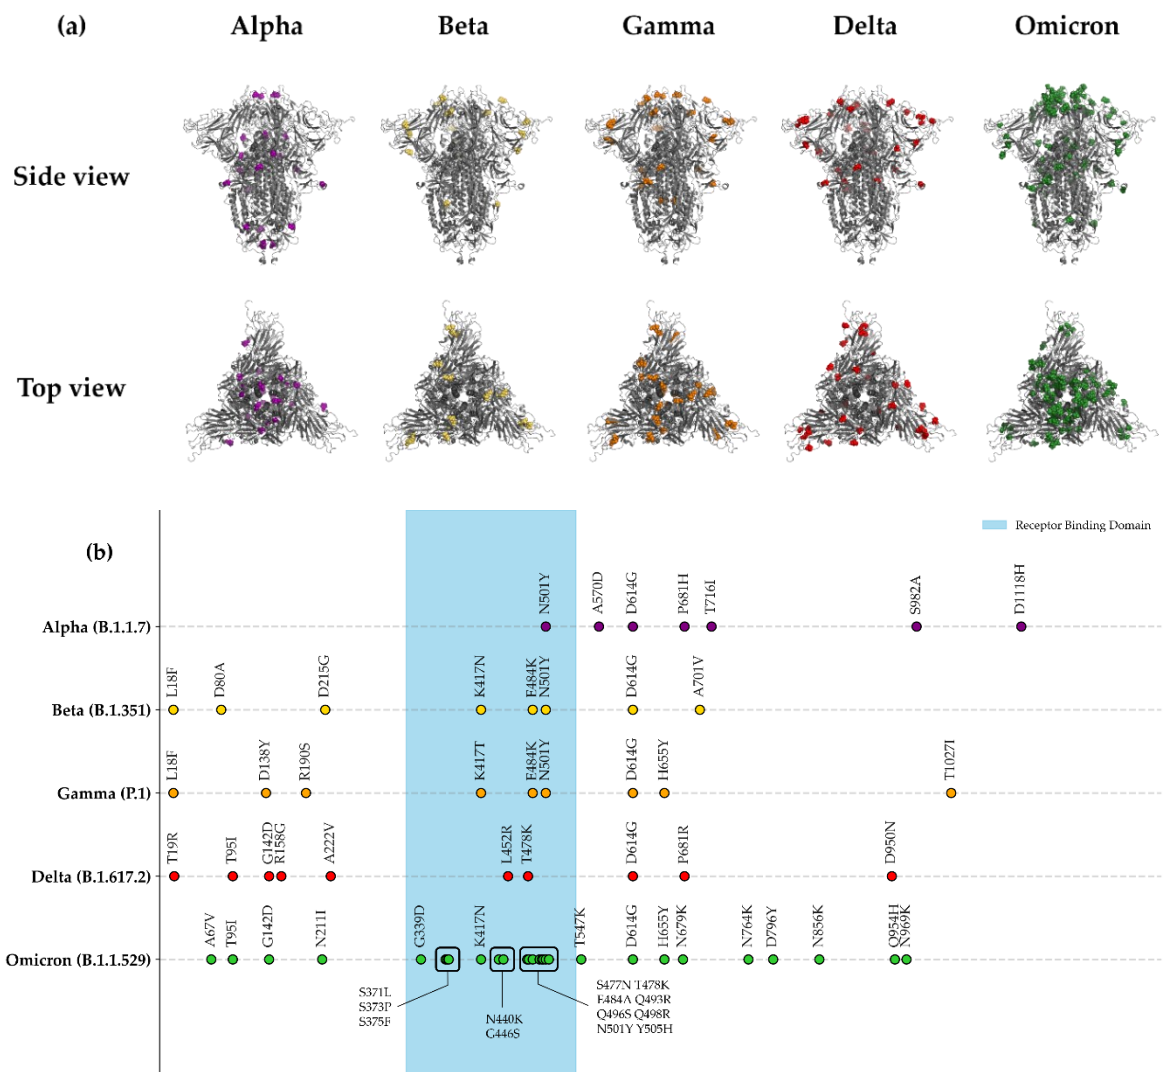 (a)
Alpha
Beta
Gamma
Delta
Omicron
Side view
Top view
(b)
Receptor Binding Domain
Alpha (B.1.1.7)
N501Y
A570D
D614G
P681H
T716I
S982A
D1118H
Beta (B.1.351)
L18F
D80A
D215G
K417N
E484K
N501Y
D614G
A701V
Gamma (P.1)
L18F
D138Y
R190S
K417T
E484K
N501Y
D614G
H655Y
T1027I
Delta (B.1.617.2)
T19R
T95I
G142D
R158G
A222V
L452R
T478K
D614G
P681R
D950N
Omicron (B.1.1.529)
A67V
T95I
G142D
N211I
G339D
K417N
T547K
D614G
H655Y
N679K
N764K
D796Y
N856K
Q954H
N969K
S371L
S373P
S375F
N440K
G446S
S477N T478K
E484A Q493R
Q496S Q498R
N501Y Y505H